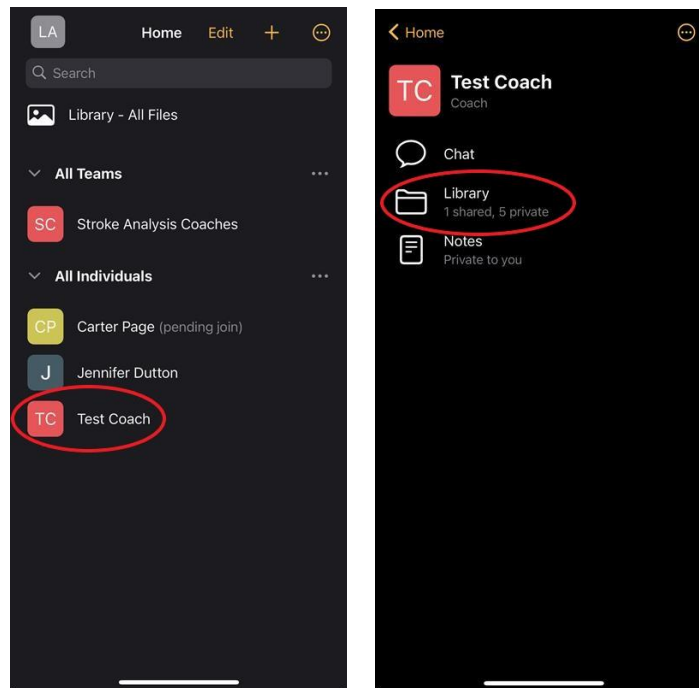 LA
Home Edit +
Search
Library - All Files
All Teams
SC Stroke Analysis Coaches
All Individuals
CP Carter Page (pending join)
J Jennifer Dutton
TC Test Coach
Home
TC Test Coach
Coach
Chat
Library
1 shared, 5 private
Notes
Private to you